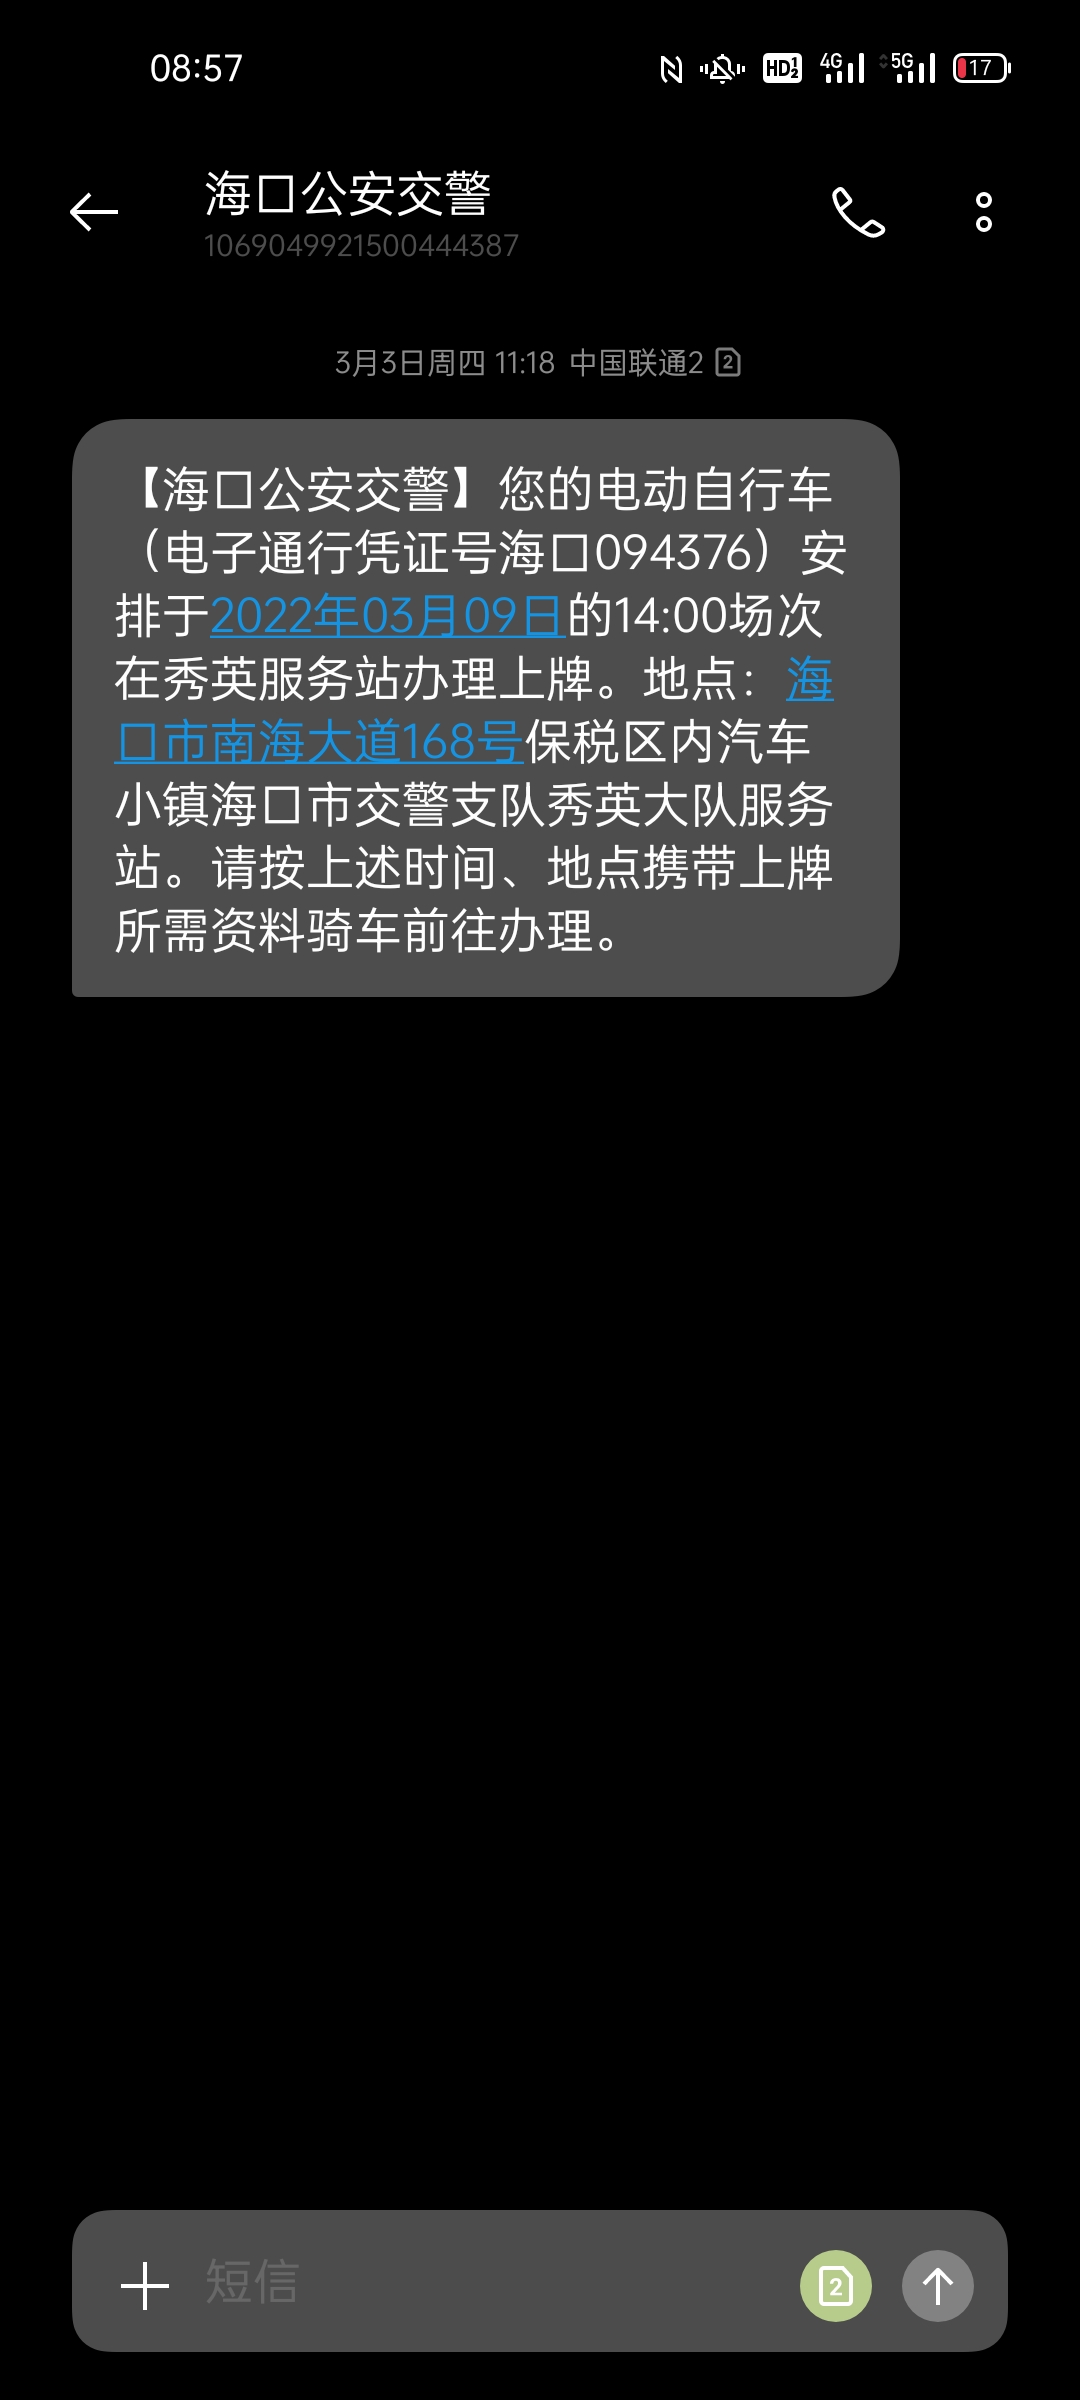 08:57
HD 1 2
4G
5G
17
海口公安交警
1069049921500444387
3月3日周四 11:18 中国联通2 2
【海口公安交警】您的电动自行车
（电子通行凭证号海口094376）安
排于2022年03月09日的14:00场次
在秀英服务站办理上牌。地点：海
口市南海大道168号保税区内汽车
小镇海口市交警支队秀英大队服务
站。请按上述时间、地点携带上牌
所需资料骑车前往办理。
短信
2